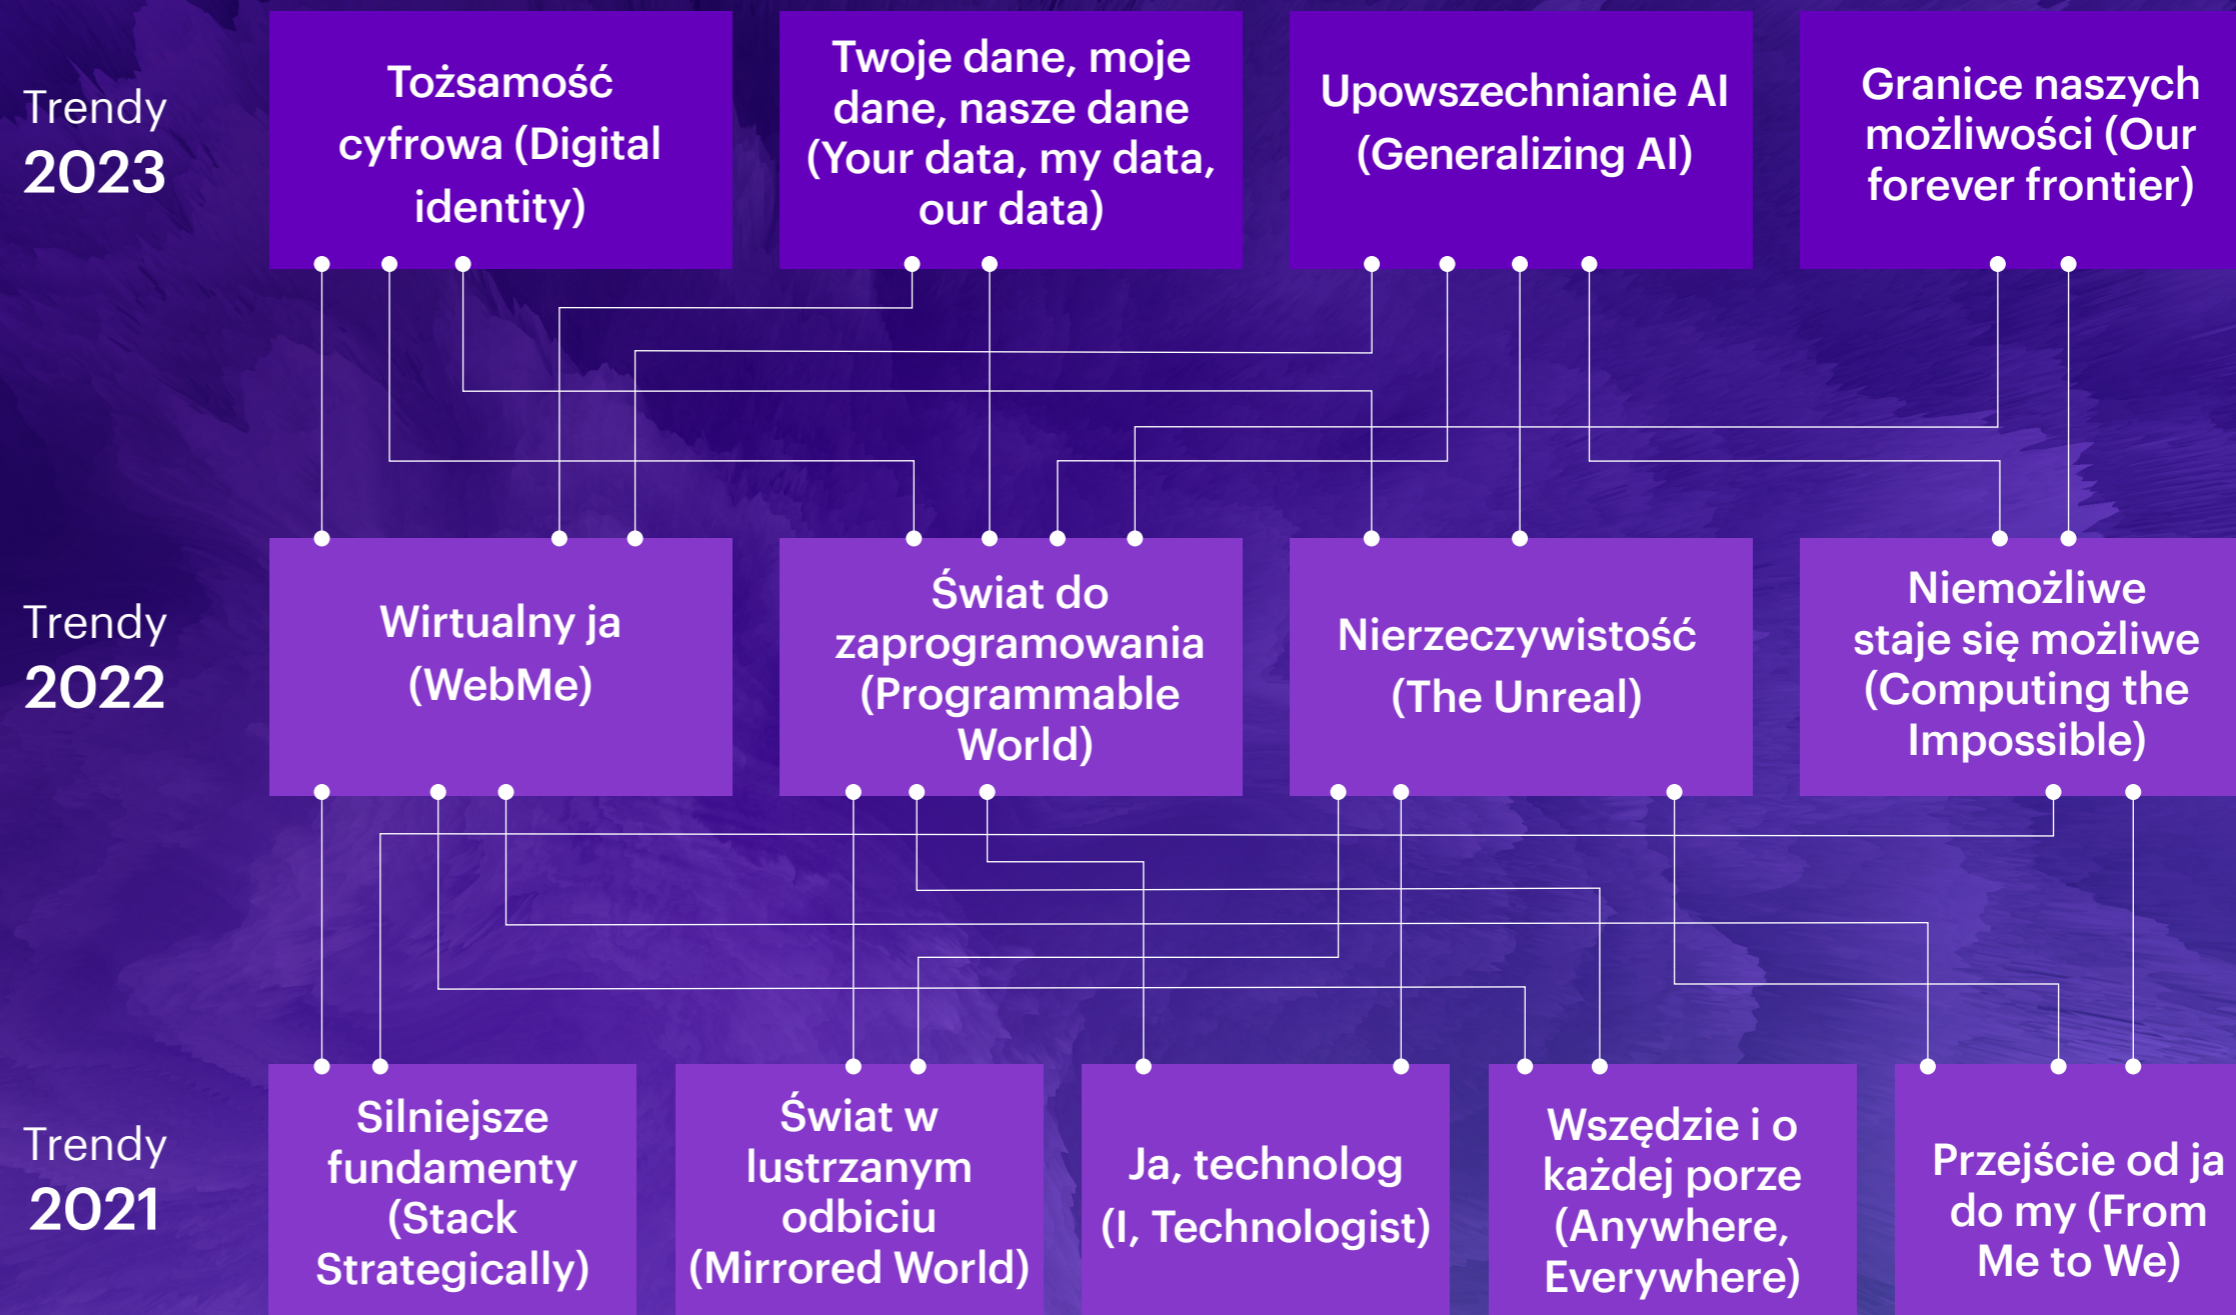 Trendy
2023
Tożsamość
cyfrowa (Digital
identity)
Twoje dane, moje
dane, nasze dane
(Your data, my data,
our data)
Upowszechnianie AI
(Generalizing AI)
Granice naszych
możliwości (Our
forever frontier)
Trendy
2022
Wirtualny ja
(WebMe)
Świat do
zaprogramowania
(Programmable
World)
Nierzeczywistość
(The Unreal)
Niemożliwe
staje się możliwe
(Computing the
Impossible)
Trendy
2021
Silniejsze
fundamenty
(Stack
Strategically)
Świat w
lustrzanym
odbiciu
(Mirrored World)
Ja, technolog
(I, Technologist)
Wszędzie i o
każdej porze
(Anywhere,
Everywhere)
Przejście od ja
do my (From
Me to We)